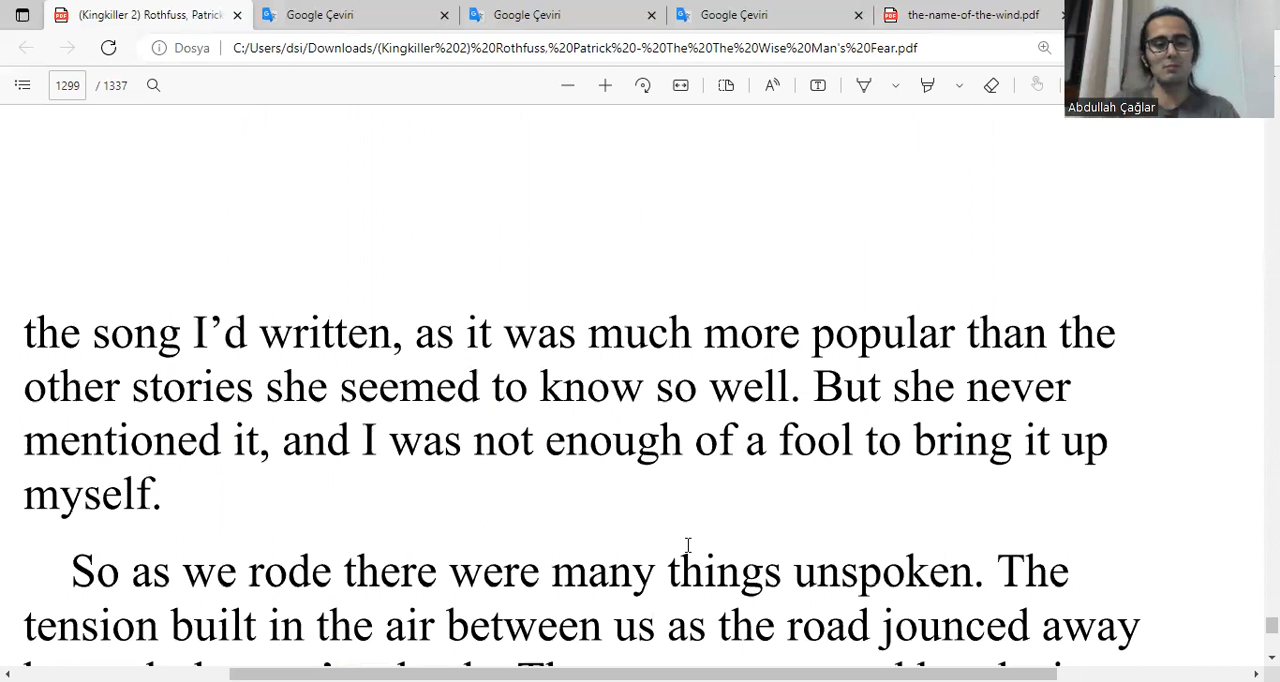 (Kingkiller 2) Rothfuss, Patrick
Google Çeviri
Google Çeviri
Google Çeviri
the-name-of-the-wind.pdf
Dosya
C:/Users/dsi/Downloads/(Kingkiller%202)%20Rothfuss,%20Patrick%20-%20The%20The%20Wise%20Man's%20Fear.pdf
1299 / 1337
Abdullah Çağlar
the song I’d written, as it was much more popular than the
other stories she seemed to know so well. But she never
mentioned it, and I was not enough of a fool to bring it up
myself.
So as we rode there were many things unspoken. The
tension built in the air between us as the road jounced away